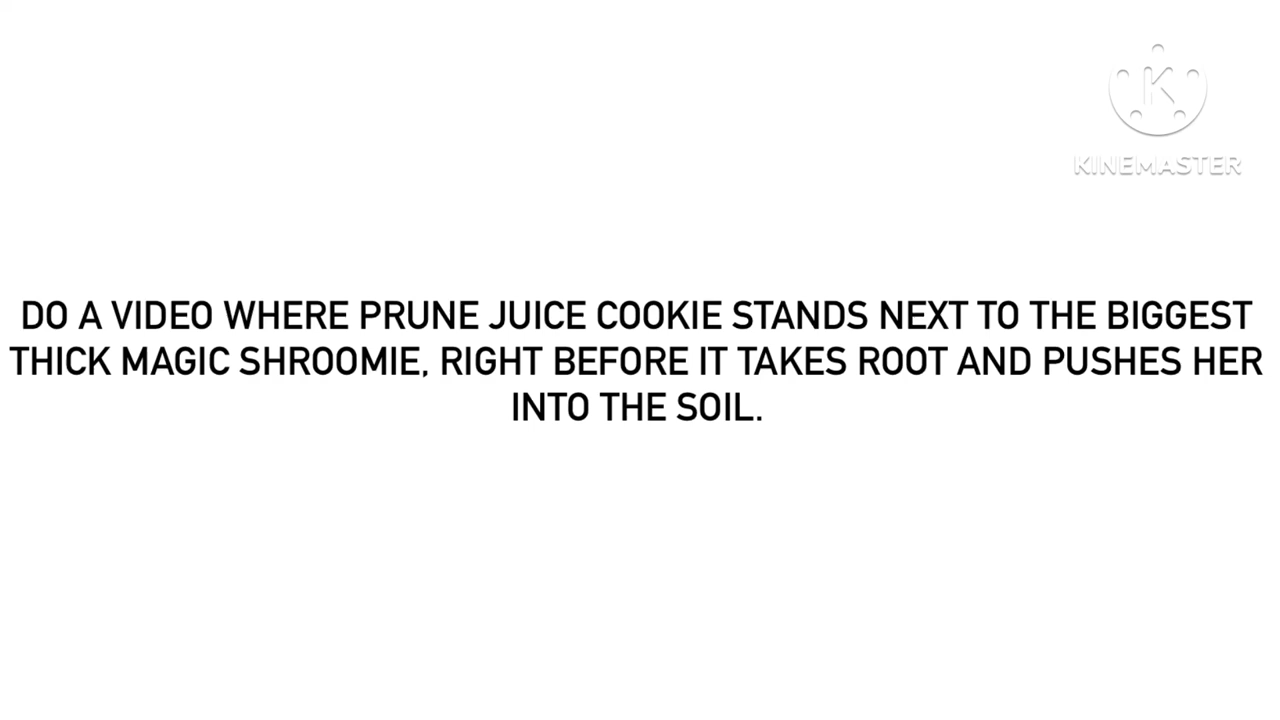 KINEMASTER
DO A VIDEO WHERE PRUNE JUICE COOKIE STANDS NEXT TO THE BIGGEST
THICK MAGIC SHROOMIE, RIGHT BEFORE IT TAKES ROOT AND PUSHES HER
INTO THE SOIL.